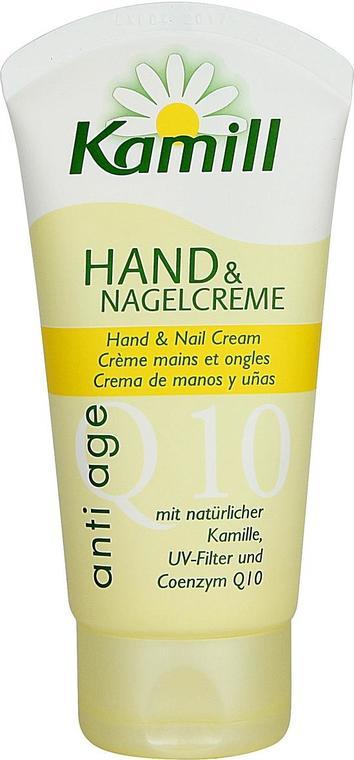 Kamill
HAND &
NAGELCREME
Hand & Nail Cream
Crème mains et ongles
Crema de manos y uñas
anti age
Q10
mit natürlicher
Kamille,
UV-Filter und
Coenzym Q10